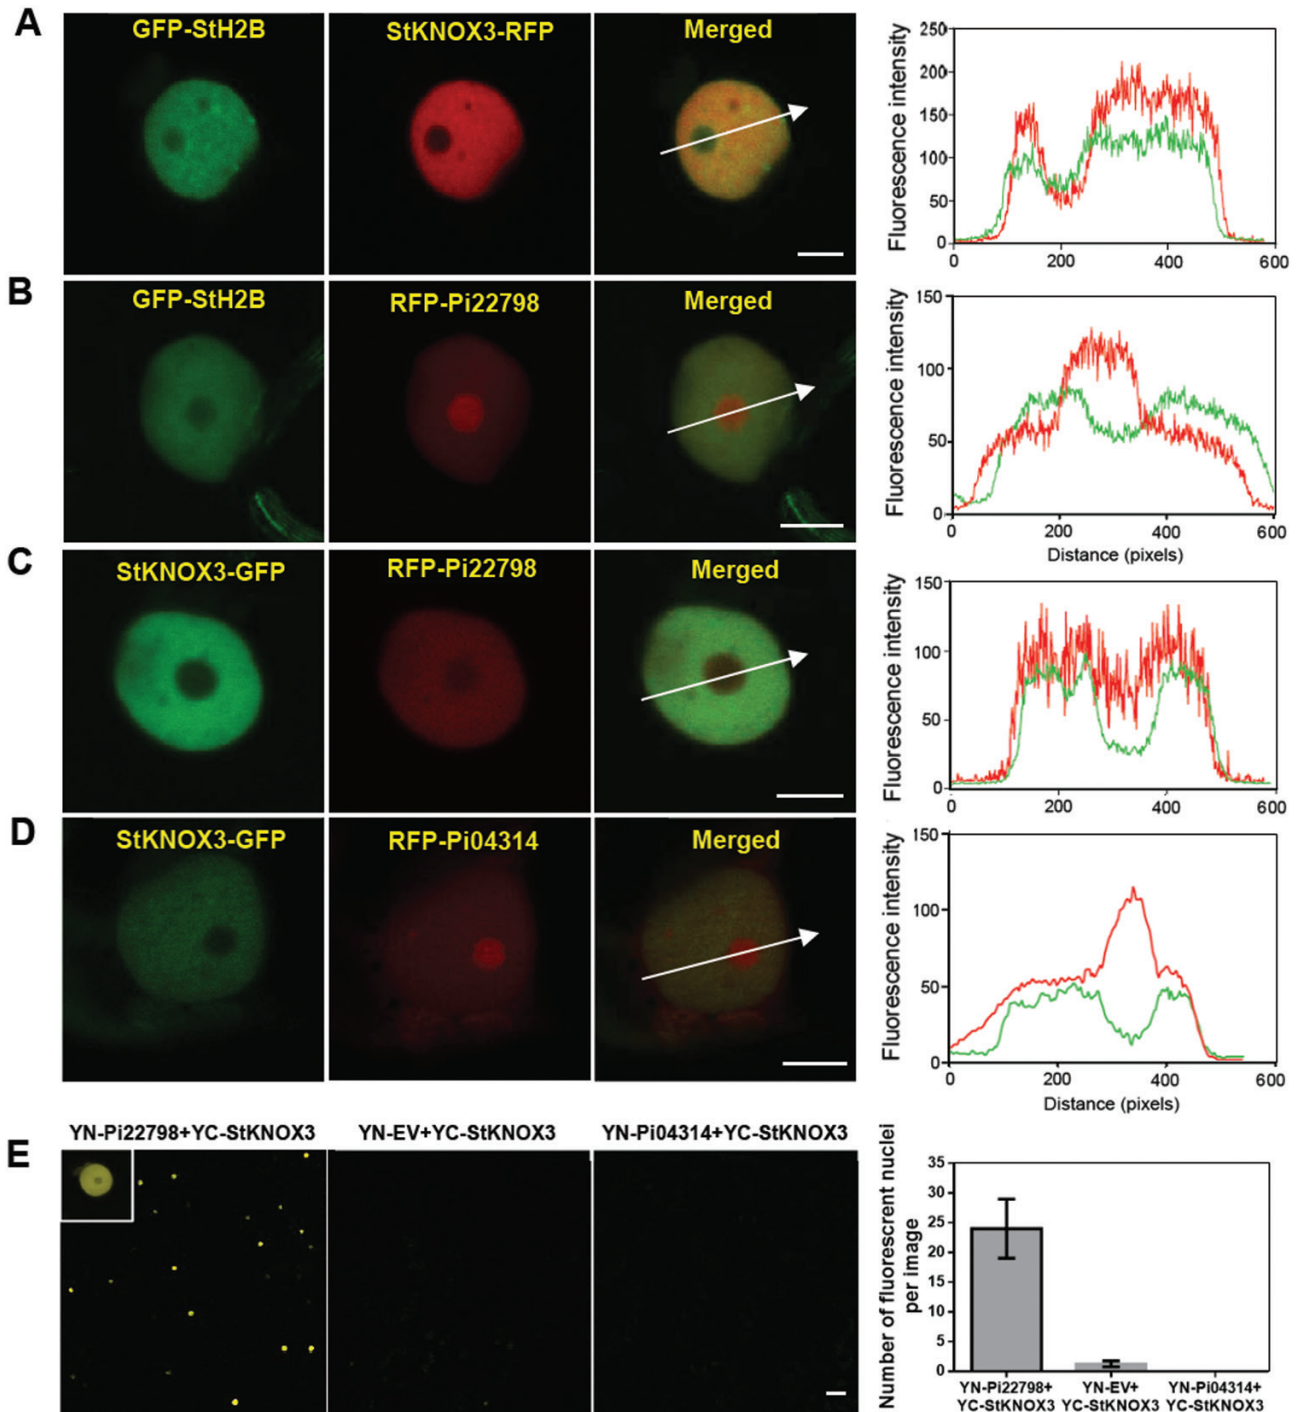 A
GFP-StH2B
StKNOX3-RFP
Merged
Fluorescence intensity
250
200
150
100
50
0
0
200
400
600
B
GFP-StH2B
RFP-Pi22798
Merged
Fluorescence intensity
150
100
50
0
0
200
400
600
Distance (pixels)
C
StKNOX3-GFP
RFP-Pi22798
Merged
Fluorescence intensity
150
100
50
0
0
200
400
600
D
StKNOX3-GFP
RFP-Pi04314
Merged
Fluorescence intensity
150
100
50
0
0
200
400
600
Distance (pixels)
E
YN-Pi22798+YC-StKNOX3
YN-EV+YC-StKNOX3
YN-Pi04314+YC-StKNOX3
Number of fluorescrent nuclei
per image
35
30
25
20
15
10
5
0
YN-Pi22798+
YC-StKNOX3
YN-EV+
YC-StKNOX3
YN-Pi04314+
YC-StKNOX3